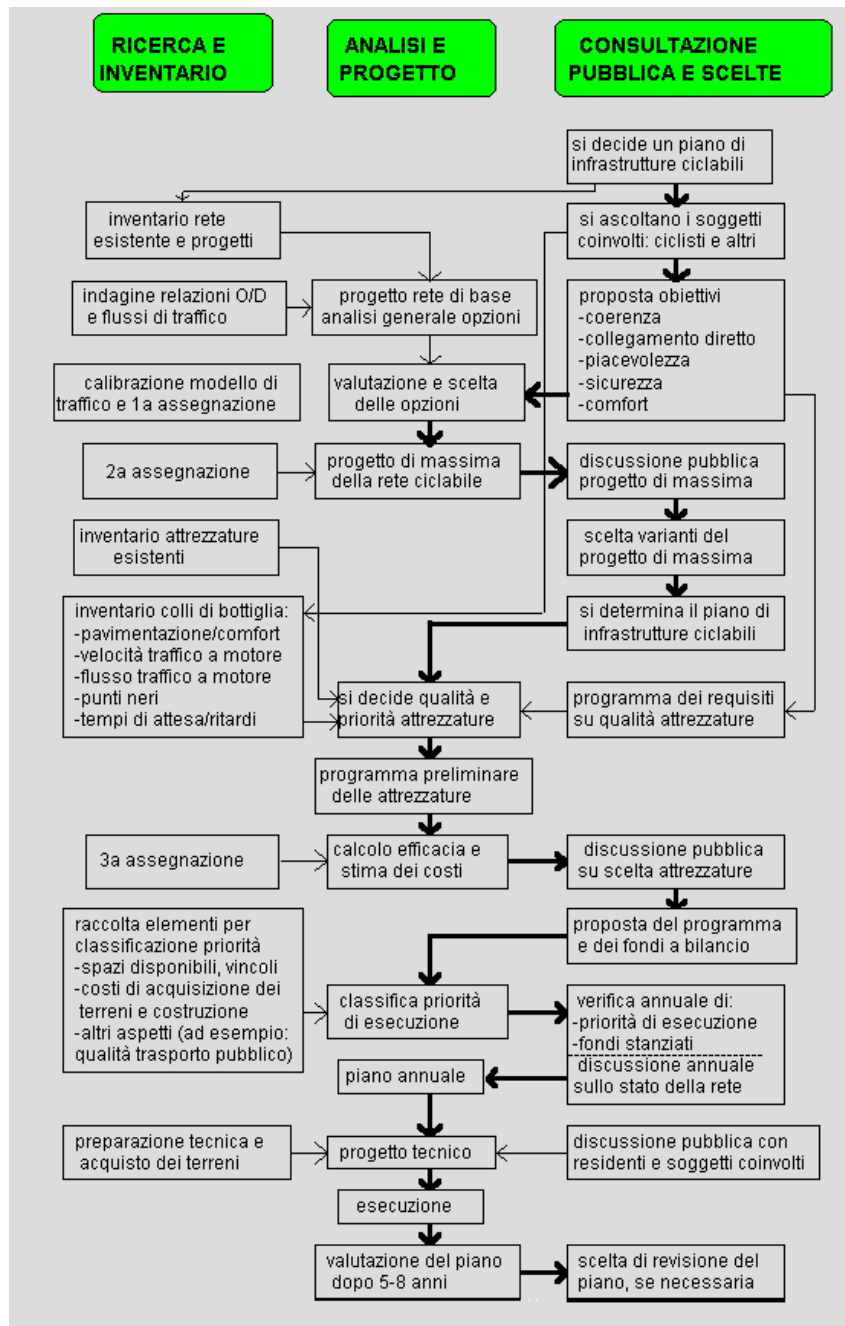 RICERCA E
INVENTARIO
ANALISI E
PROGETTO
CONSULTAZIONE
PUBBLICA E SCELTE
si decide un piano di
infrastrutture ciclabili
inventario rete
esistente e progetti
si ascoltano i soggetti
coinvolti: ciclisti e altri
indagine relazioni O/D
e flussi di traffico
progetto rete di base
analisi generale opzioni
proposta obiettivi
-coerenza
-collegamento diretto
-piacevolezza
-sicurezza
-comfort
calibrazione modello di
traffico e 1a assegnazione
valutazione e scelta
delle opzioni
2a assegnazione
progetto di massima
della rete ciclabile
discussione pubblica
progetto di massima
inventario attrezzature
esistenti
scelta varianti del
progetto di massima
inventario colli di bottiglia:
-pavimentazione/comfort
-velocità traffico a motore
-flusso traffico a motore
-punti neri
-tempi di attesa/ritardi
si determina il piano di
infrastrutture ciclabili
si decide qualità e
priorità attrezzature
programma dei requisiti
su qualità attrezzature
programma preliminare
delle attrezzature
3a assegnazione
calcolo efficacia e
stima dei costi
discussione pubblica
su scelta attrezzature
raccolta elementi per
classificazione priorità
-spazi disponibili, vincoli
-costi di acquisizione dei
terreni e costruzione
-altri aspetti (ad esempio:
qualità trasporto pubblico)
proposta del programma
e dei fondi a bilancio
classifica priorità
di esecuzione
verifica annuale di:
-priorità di esecuzione
-fondi stanziati
discussione annuale
sullo stato della rete
piano annuale
preparazione tecnica e
acquisto dei terreni
progetto tecnico
discussione pubblica con
residenti e soggetti coinvolti
esecuzione
valutazione del piano
dopo 5-8 anni
scelta di revisione del
piano, se necessaria